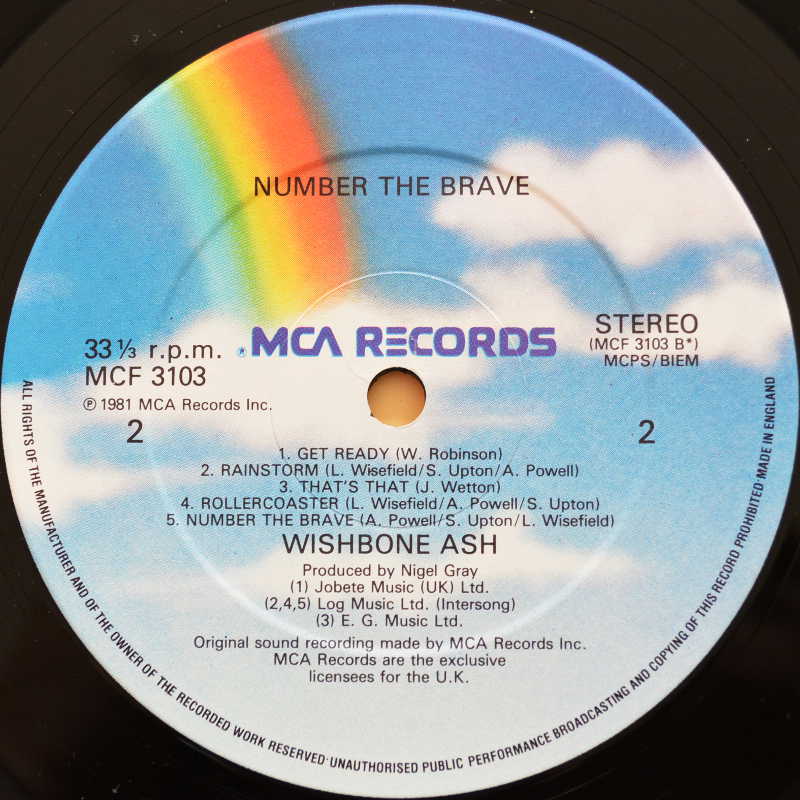 NUMBER THE BRAVE
MCA RECORDS
33⅓ r.p.m.
MCF 3103
℗ 1981 MCA Records Inc.
2
STEREO
(MCF 3103 B*)
MCPS/BIEM
2
1. GET READY (W. Robinson)
2. RAINSTORM (L. Wisefield/S. Upton/A. Powell)
3. THAT'S THAT (J. Wetton)
4. ROLLERCOASTER (L. Wisefield/A. Powell/S. Upton)
5. NUMBER THE BRAVE (A. Powell/S. Upton/L. Wisefield)
WISHBONE ASH
Produced by Nigel Gray
(1) Jobete Music (UK) Ltd.
(2,4,5) Log Music Ltd. (Intersong)
(3) E. G. Music Ltd.
Original sound recording made by MCA Records Inc.
MCA Records are the exclusive
licensees for the U.K.
ALL RIGHTS OF THE MANUFACTURER AND OF THE OWNER OF THE RECORDED WORK RESERVED·UNAUTHORISED PUBLIC PERFORMANCE BROADCASTING AND COPYING OF THIS RECORD PROHIBITED·MADE IN ENGLAND